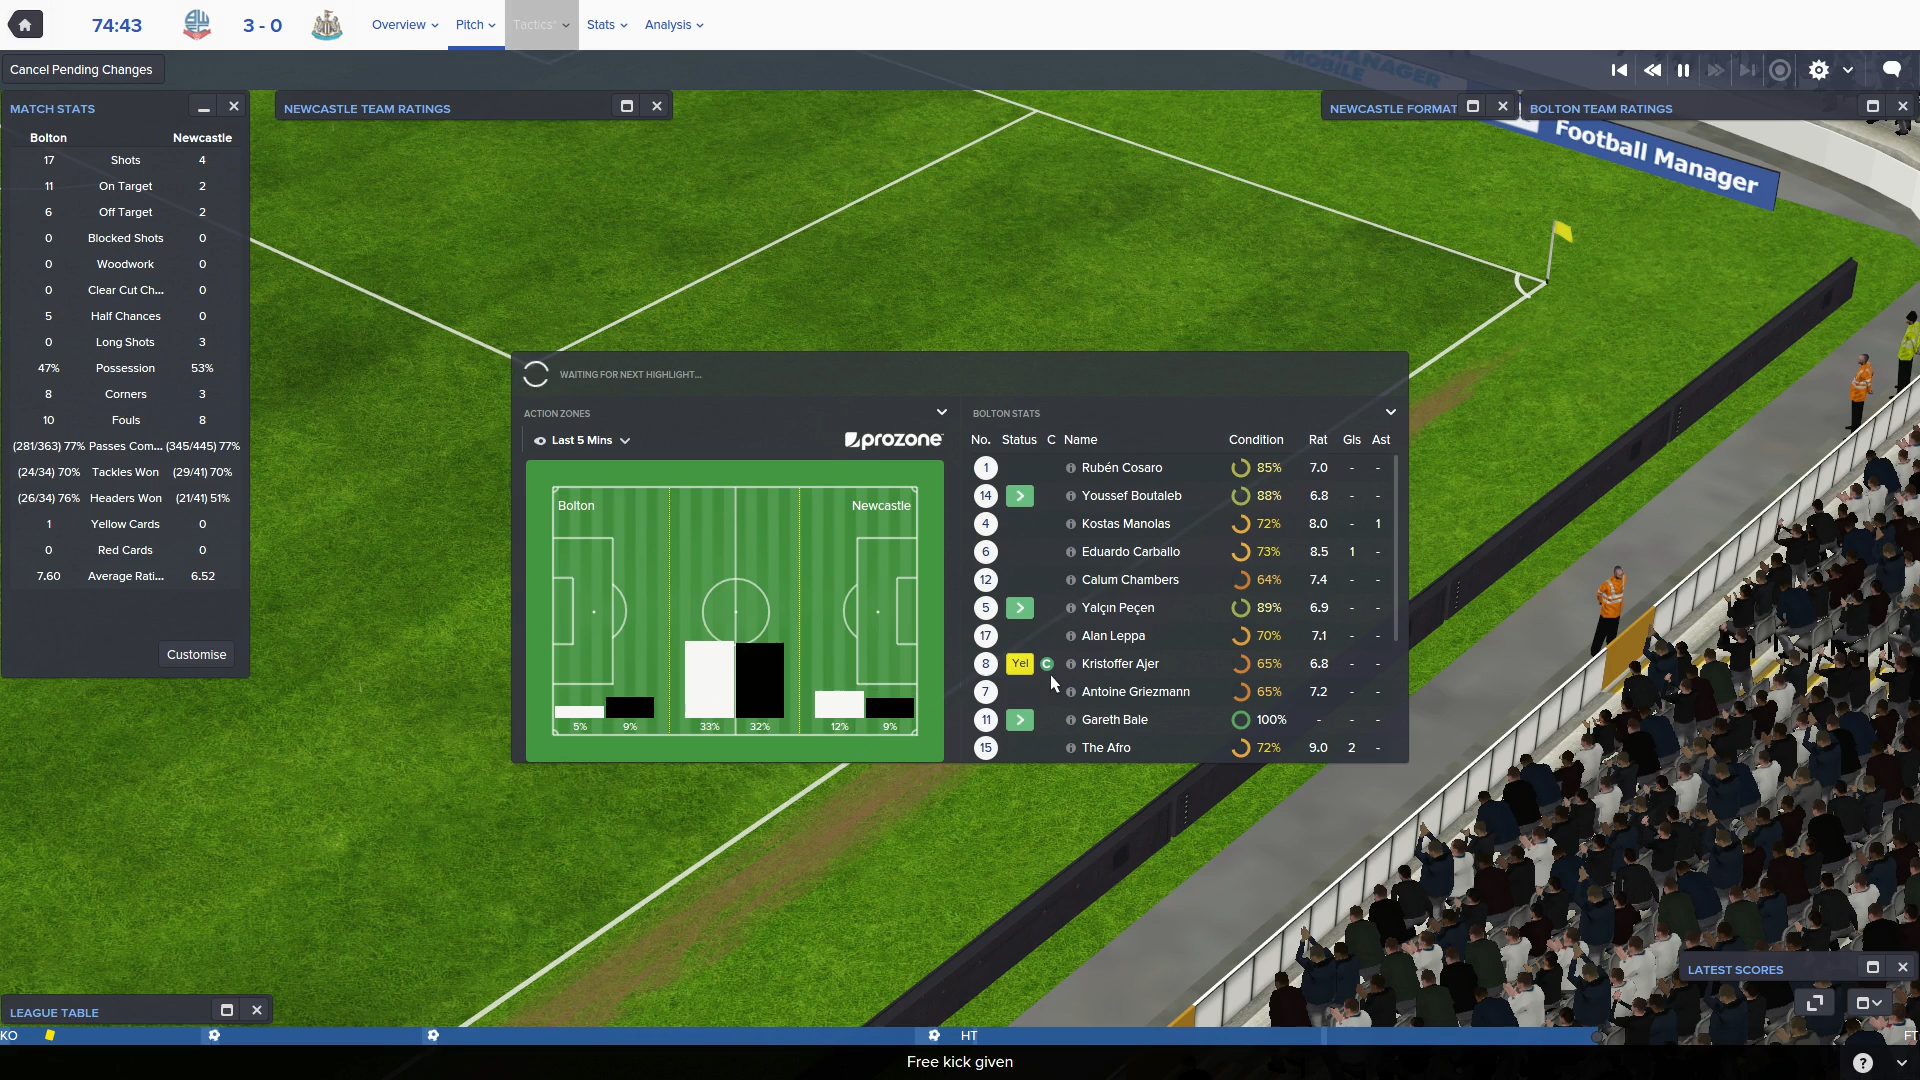 74:43 3 - 0 Overview Pitch Tactics* Stats Analysis
Cancel Pending Changes
MANAGER
MOBILE
MATCH STATS
NEWCASTLE TEAM RATINGS
NEWCASTLE FORMAT
BOLTON TEAM RATINGS
Football Manager
Bolton Newcastle
17 Shots 4
11 On Target 2
6 Off Target 2
0 Blocked Shots 0
0 Woodwork 0
0 Clear Cut Ch... 0
5 Half Chances 0
0 Long Shots 3
47% Possession 53%
8 Corners 3
10 Fouls 8
(281/363) 77% Passes Com... (345/445) 77%
(24/34) 70% Tackles Won (29/41) 70%
(26/34) 76% Headers Won (21/41) 51%
1 Yellow Cards 0
0 Red Cards 0
7.60 Average Rati... 6.52
Customise
WAITING FOR NEXT HIGHLIGHT...
ACTION ZONES
Last 5 Mins prozone
Bolton Newcastle
5% 9% 33% 32% 12% 9%
BOLTON STATS
No. Status C Name Condition Rat Gls Ast
1 Rubén Cosaro 85% 7.0 - -
14 Youssef Boutaleb 88% 6.8 - -
4 Kostas Manolas 72% 8.0 - 1
6 Eduardo Carballo 73% 8.5 1 -
12 Calum Chambers 64% 7.4 - -
5 Yalçın Peçen 89% 6.9 - -
17 Alan Leppa 70% 7.1 - -
8 Yel C Kristoffer Ajer 65% 6.8 - -
7 Antoine Griezmann 65% 7.2 - -
11 Gareth Bale 100% - - -
15 The Afro 72% 9.0 2 -
LATEST SCORES
LEAGUE TABLE
KO HT FT
Free kick given
?